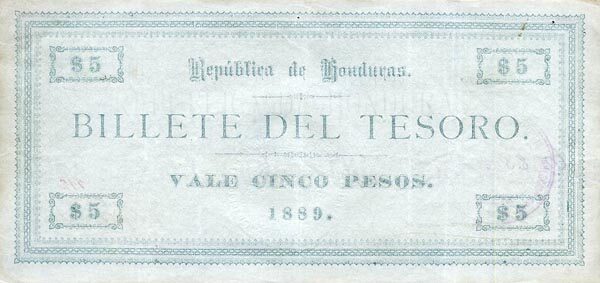 $5 $5
República de Honduras.
BILLETE DEL TESORO.
VALE CINCO PESOS.
1889.
$5 $5